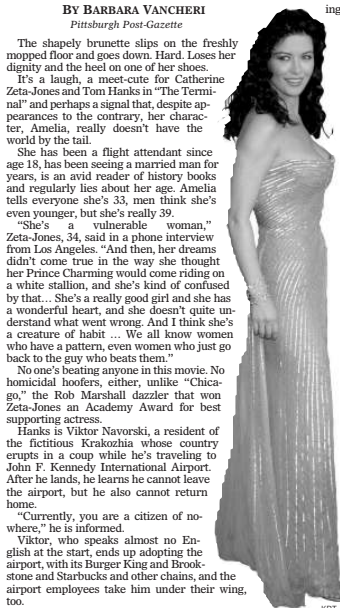 BY BARBARA VANCHERI
Pittsburgh Post-Gazette
The shapely brunette slips on the freshly
mopped floor and goes down. Hard. Loses her
dignity and the heel on one of her shoes.
It's a laugh, a meet-cute for Catherine
Zeta-Jones and Tom Hanks in "The Termi-
nal" and perhaps a signal that, despite ap-
pearances to the contrary, her charac-
ter, Amelia, really doesn't have the
world by the tail.
She has been a flight attendant since
age 18, has been seeing a married man for
years, is an avid reader of history books
and regularly lies about her age. Amelia
tells everyone she's 33, men think she's
even younger, but she's really 39.
"She's a vulnerable woman,"
Zeta-Jones, 34, said in a phone interview
from Los Angeles. "And then, her dreams
didn't come true in the way she thought
her Prince Charming would come riding on
a white stallion, and she's kind of confused
by that... She's a really good girl and she has
a wonderful heart, and she doesn't quite un-
derstand what went wrong. And I think she's
a creature of habit ... We all know women
who have a pattern, even women who just go
back to the guy who beats them."
No one's beating anyone in this movie. No
homicidal hoofers, either, unlike "Chica-
go," the Rob Marshall dazzler that won
Zeta-Jones an Academy Award for best
supporting actress.
Hanks is Viktor Navorski, a resident of
the fictitious Krakozhia whose country
erupts in a coup while he's traveling to
John F. Kennedy International Airport.
After he lands, he learns he cannot leave
the airport, but he also cannot return
home.
"Currently, you are a citizen of no-
where," he is informed.
Viktor, who speaks almost no En-
glish at the start, ends up adopting the
airport, with its Burger King and Brook-
stone and Starbucks and other chains, and the
airport employees take him under their wing,
too.
ing